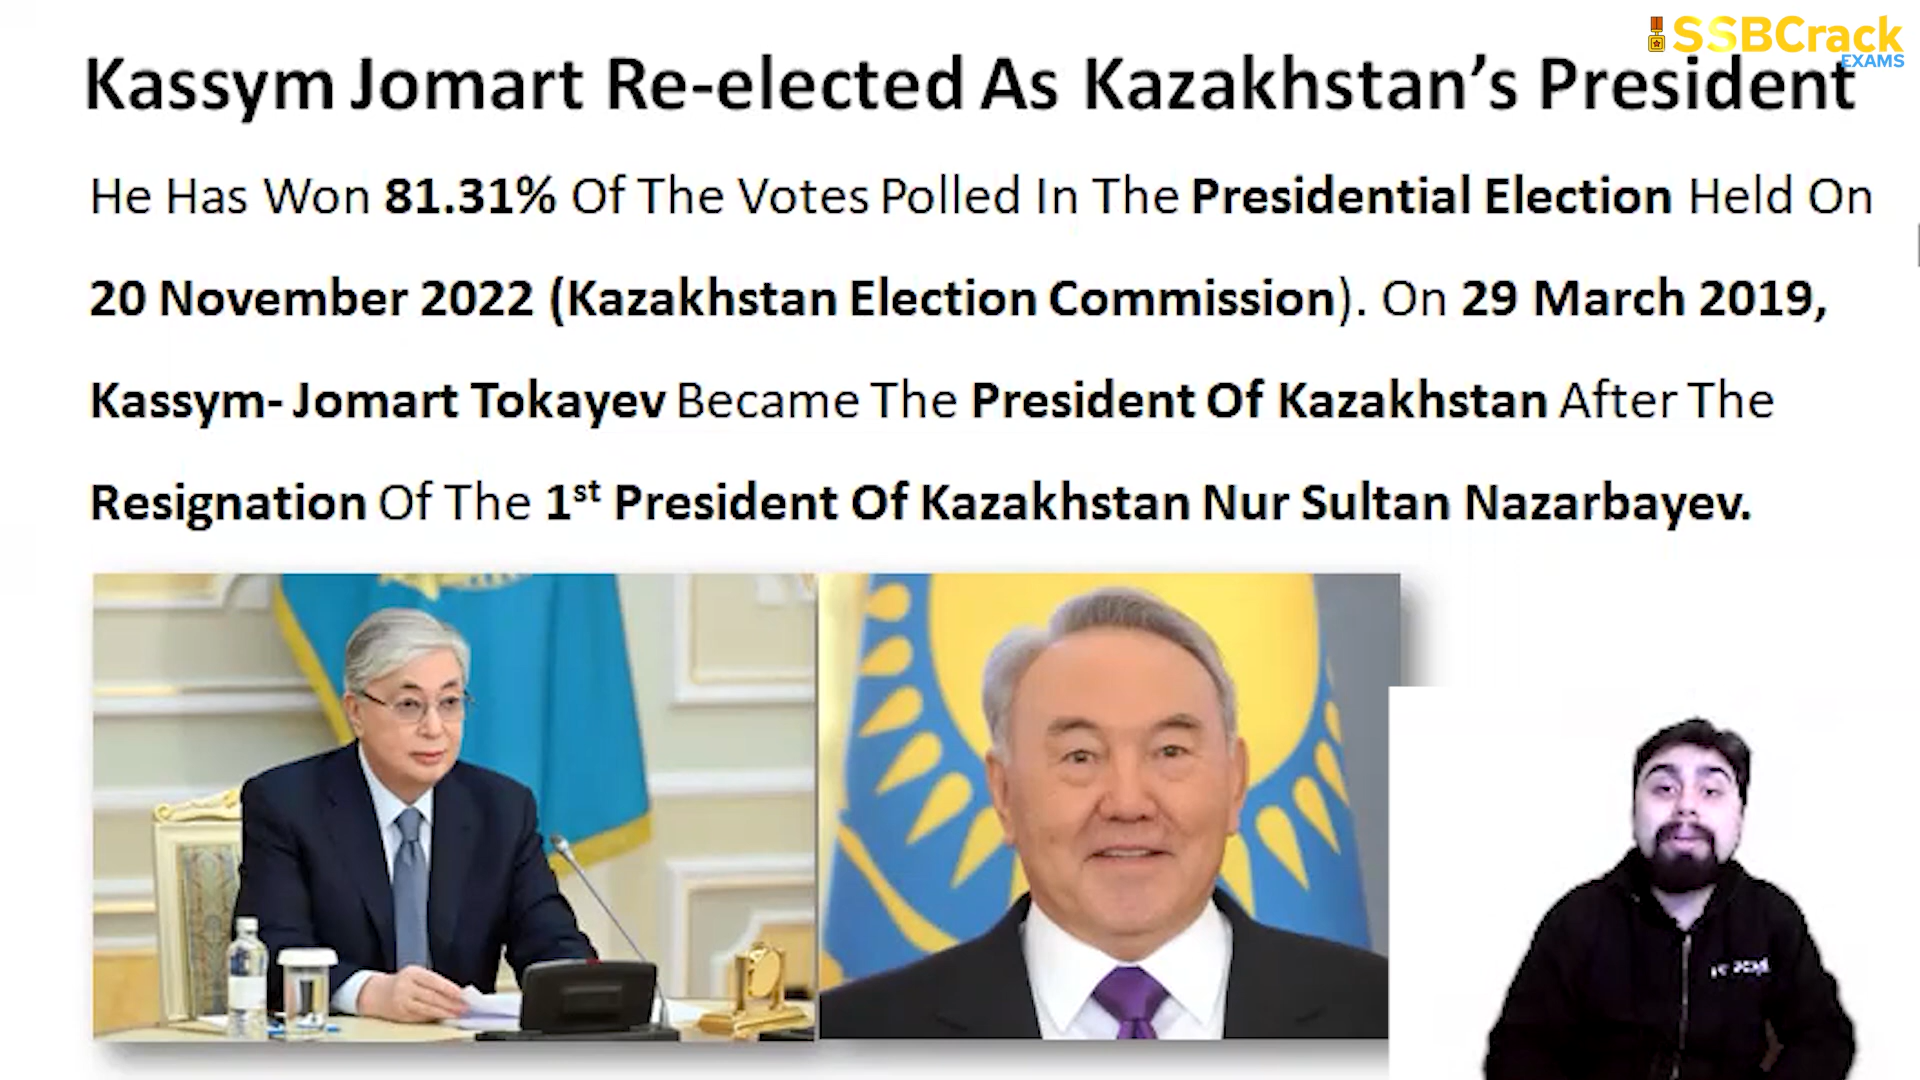 SSBCrack
EXAMS
Kassym Jomart Re-elected As Kazakhstan’s President
He Has Won 81.31% Of The Votes Polled In The Presidential Election Held On
20 November 2022 (Kazakhstan Election Commission). On 29 March 2019,
Kassym- Jomart Tokayev Became The President Of Kazakhstan After The
Resignation Of The 1st President Of Kazakhstan Nur Sultan Nazarbayev.